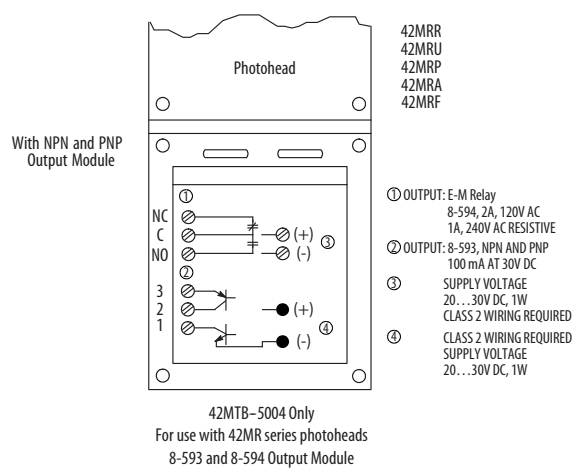 Photohead
42MRR
42MRU
42MRP
42MRA
42MRF
With NPN and PNP
Output Module
①
NC
C
NO
(+)
(-)
③
②
3
2
1
(+)
(-)
④
① OUTPUT: E-M Relay
8-594, 2A, 120V AC
1A, 240V AC RESISTIVE
② OUTPUT: 8-593, NPN AND PNP
100 mA AT 30V DC
③ SUPPLY VOLTAGE
20...30V DC, 1W
CLASS 2 WIRING REQUIRED
④ CLASS 2 WIRING REQUIRED
SUPPLY VOLTAGE
20...30V DC, 1W
42MTB–5004 Only
For use with 42MR series photoheads
8-593 and 8-594 Output Module